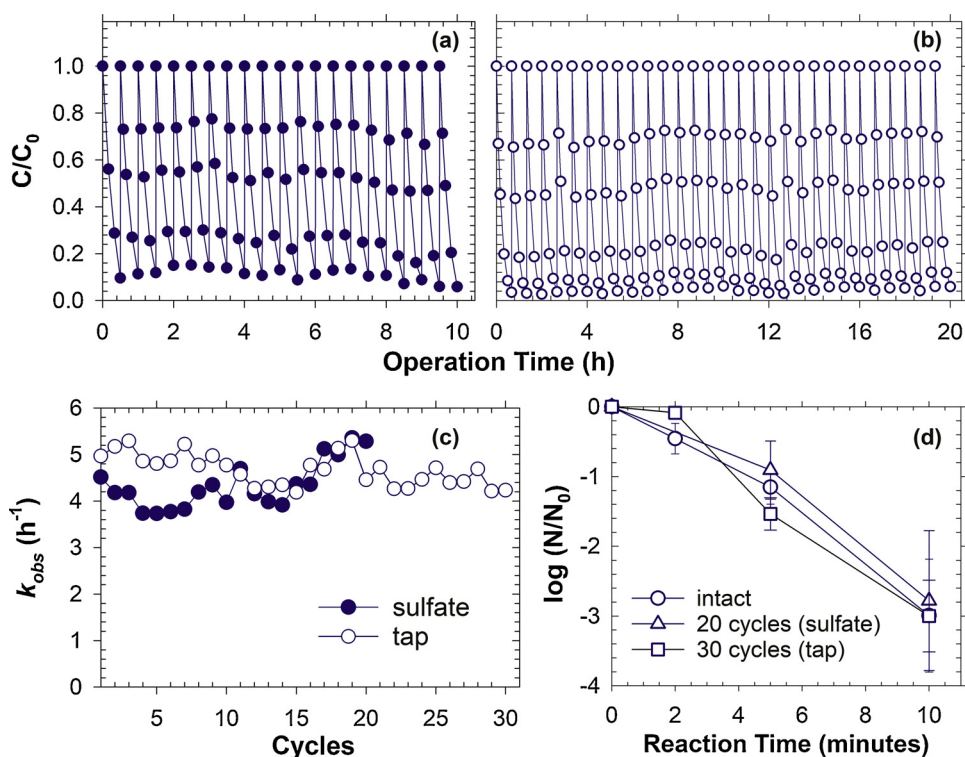 (a)
(b)
1.0
0.8
0.6
0.4
0.2
0.0
C/C0
0 2 4 6 8 10
0 4 8 12 16 20
Operation Time (h)
(c)
6
5
4
3
2
1
0
kobs (h-1)
sulfate
tap
5 10 15 20 25 30
Cycles
(d)
0
-1
-2
-3
-4
log (N/N0)
intact
20 cycles (sulfate)
30 cycles (tap)
0 2 4 6 8 10
Reaction Time (minutes)